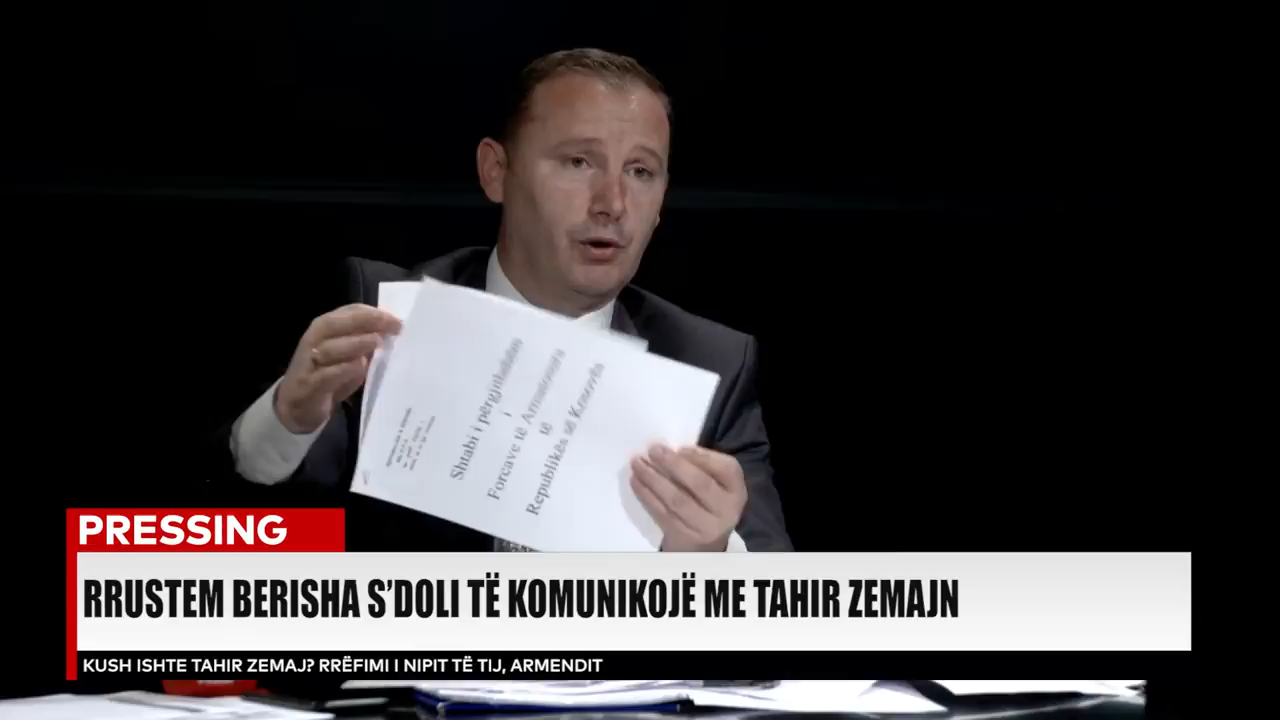 Shtabi i përgjithshëm
i
Forcave të Armatosura
të
Republikës së Kosovës
PRESSING
RRUSTEM BERISHA S'DOLI TË KOMUNIKOJË ME TAHIR ZEMAJN
KUSH ISHTE TAHIR ZEMAJ? RRËFIMI I NIPIT TË TIJ, ARMENDIT